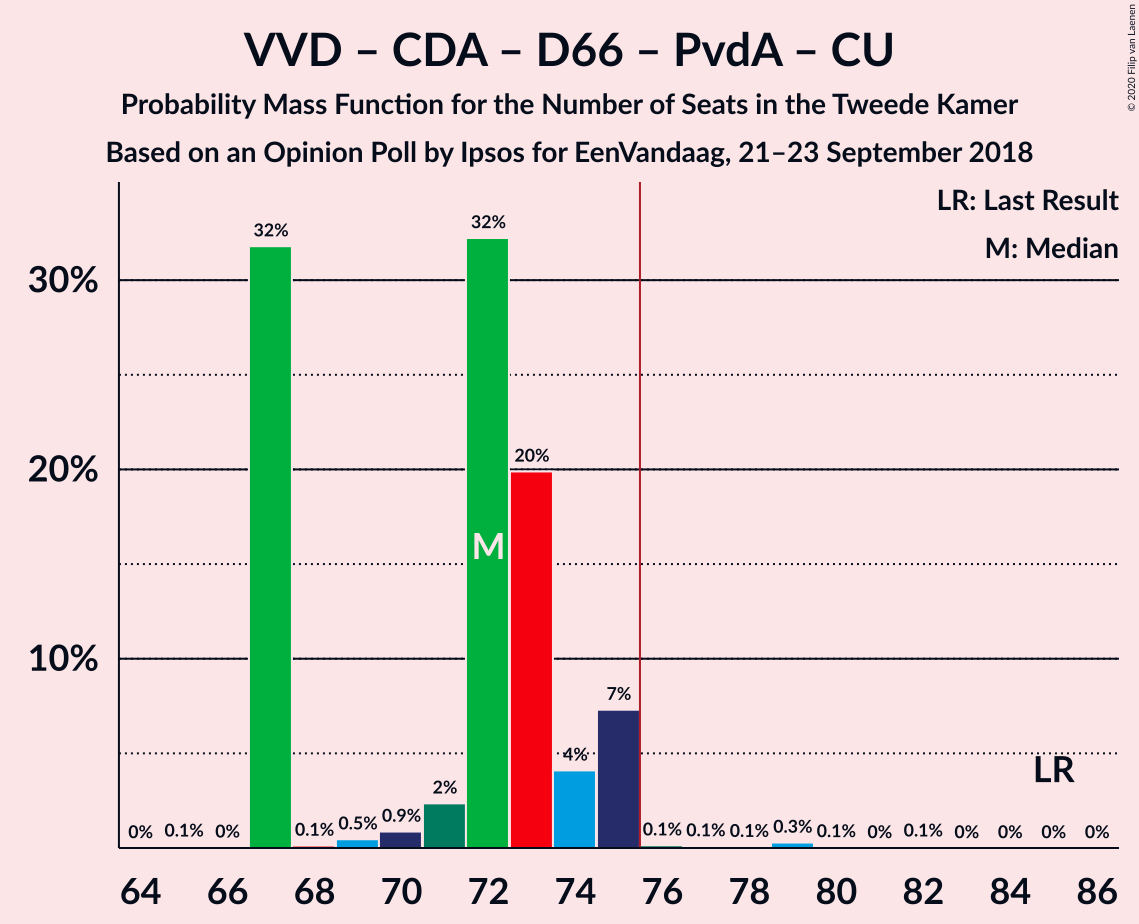 VVD – CDA – D66 – PvdA – CU
Probability Mass Function for the Number of Seats in the Tweede Kamer
Based on an Opinion Poll by Ipsos for EenVandaag, 21–23 September 2018
© 2020 Filip van Laenen
LR: Last Result
M: Median
30%
20%
10%
0% 0.1% 0% 32% 0.1% 0.5% 0.9% 2% 32% 20% 4% 7% 0.1% 0.1% 0.1% 0.3% 0.1% 0% 0.1% 0% 0% 0% 0%
M
LR
64 66 68 70 72 74 76 78 80 82 84 86